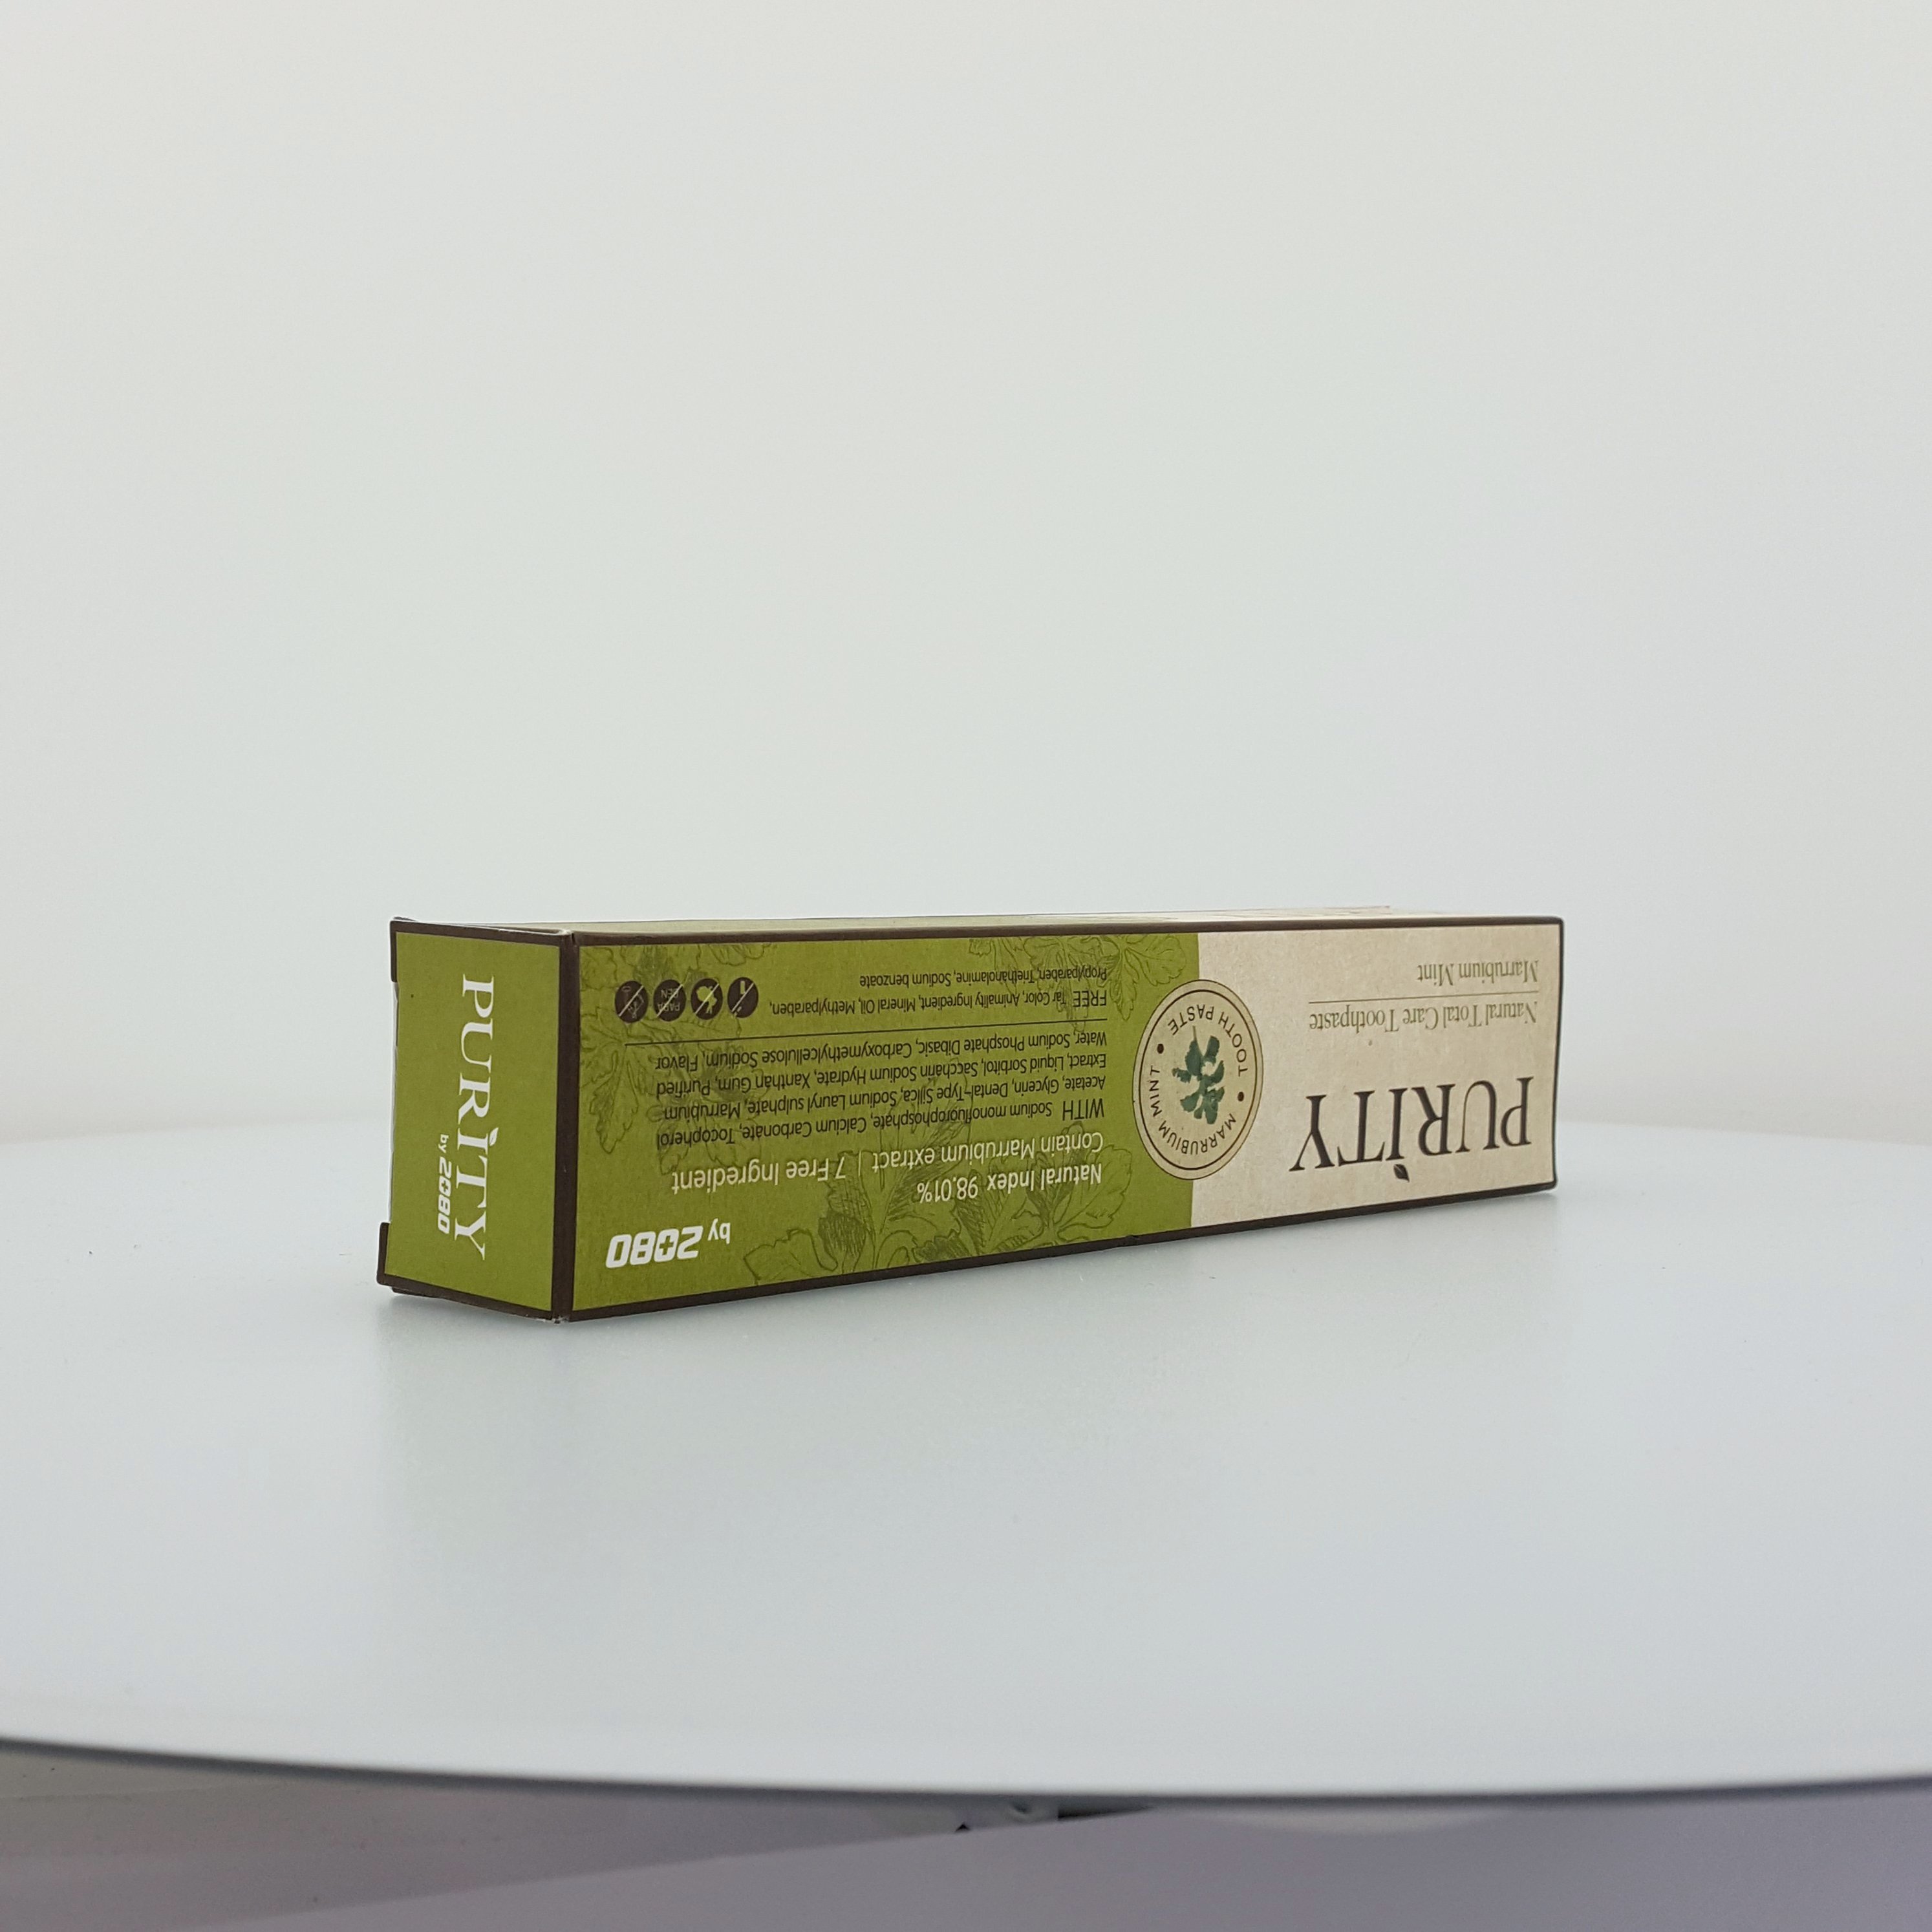 PURITY
Natural Total Care Toothpaste
Marrubium Mint
MARRUBIUM MINT • TOOTH PASTE •
by 2080
Natural Index 98.01%
Contain Marrubium extract | 7 Free Ingredient
WITH Sodium monofluorophosphate, Calcium Carbonate, Tocopherol
Acetate, Glycerin, Dental-Type Silica, Sodium Lauryl sulphate, Marrubium
Extract, Liquid Sorbitol, Saccharin Sodium Hydrate, Xanthan Gum, Purified
Water, Sodium Phosphate Dibasic, Carboxymethylcellulose Sodium, Flavor
FREE Tar Color, Animality Ingredient, Mineral Oil, Methylparaben,
Propylparaben, Triethanolamine, Sodium benzoate
PURITY
by 2080